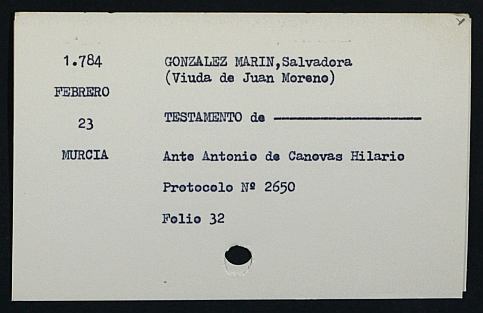 1.784
FEBRERO
23
MURCIA
GONZALEZ MARIN,Salvadora
(Viuda de Juan Moreno)
TESTAMENTO de ————————————
Ante Antonio de Canovas Hilario
Protocolo Nº 2650
Folio 32